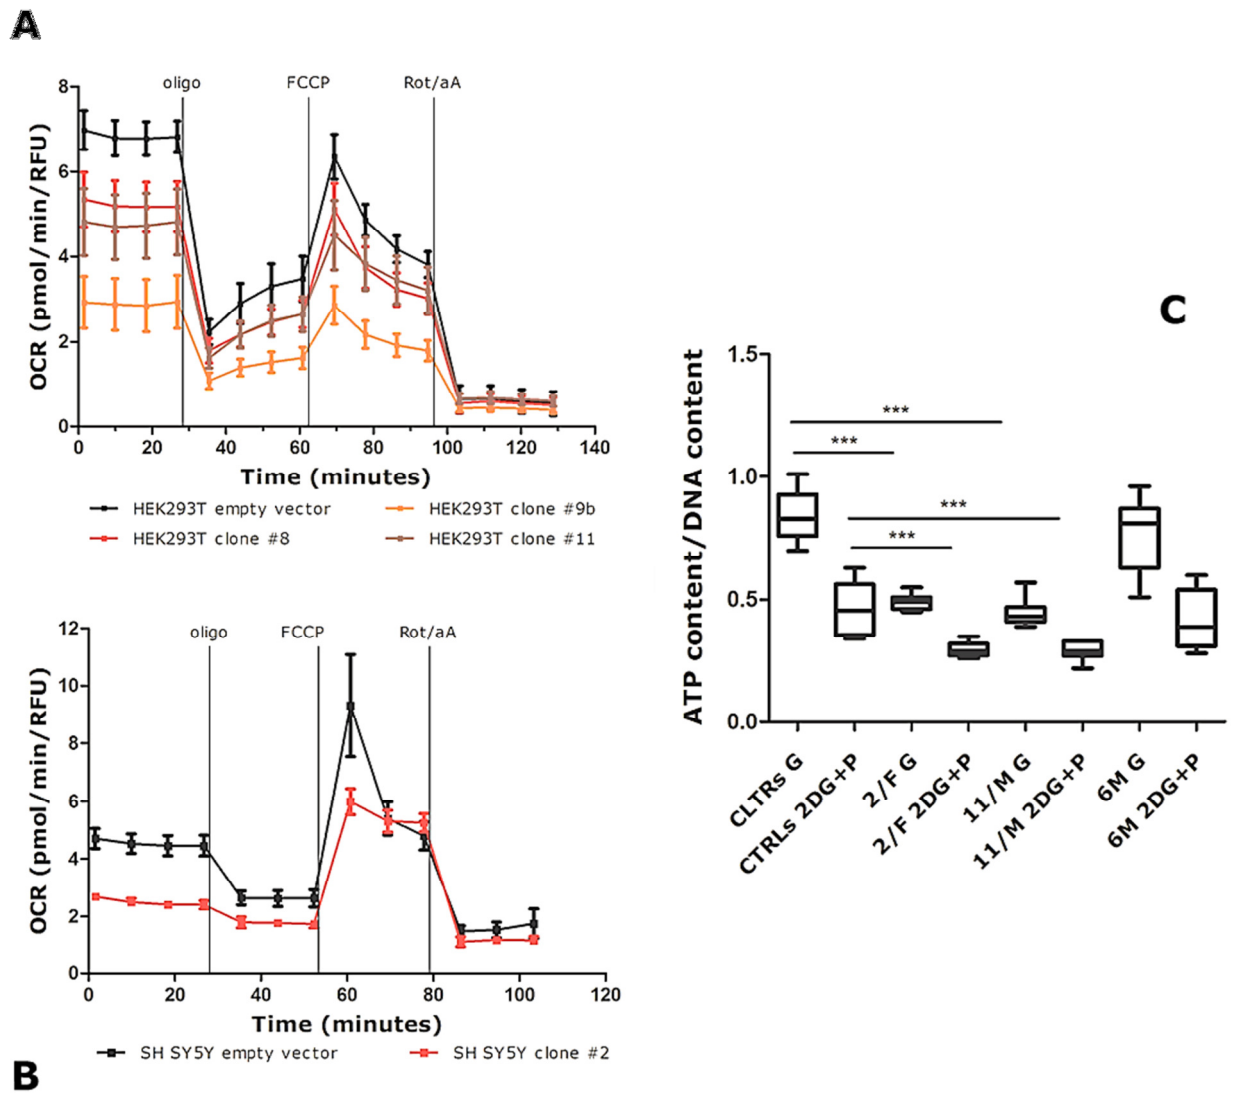 A
oligo FCCP Rot/aA
8
6
4
2
0
OCR (pmol/min/RFU)
0 20 40 60 80 100 120 140
Time (minutes)
HEK293T empty vector HEK293T clone #9b
HEK293T clone #8 HEK293T clone #11
oligo FCCP Rot/aA
12
10
8
6
4
2
0
OCR (pmol/min/RFU)
0 20 40 60 80 100 120
Time (minutes)
SH SY5Y empty vector SH SY5Y clone #2
B
C
1.5
1.0
0.5
0.0
ATP content/DNA content
***
***
***
***
CLTRs G
CTRLs 2DG+P
2/F G
2/F 2DG+P
11/M G
11/M 2DG+P
6M G
6M 2DG+P